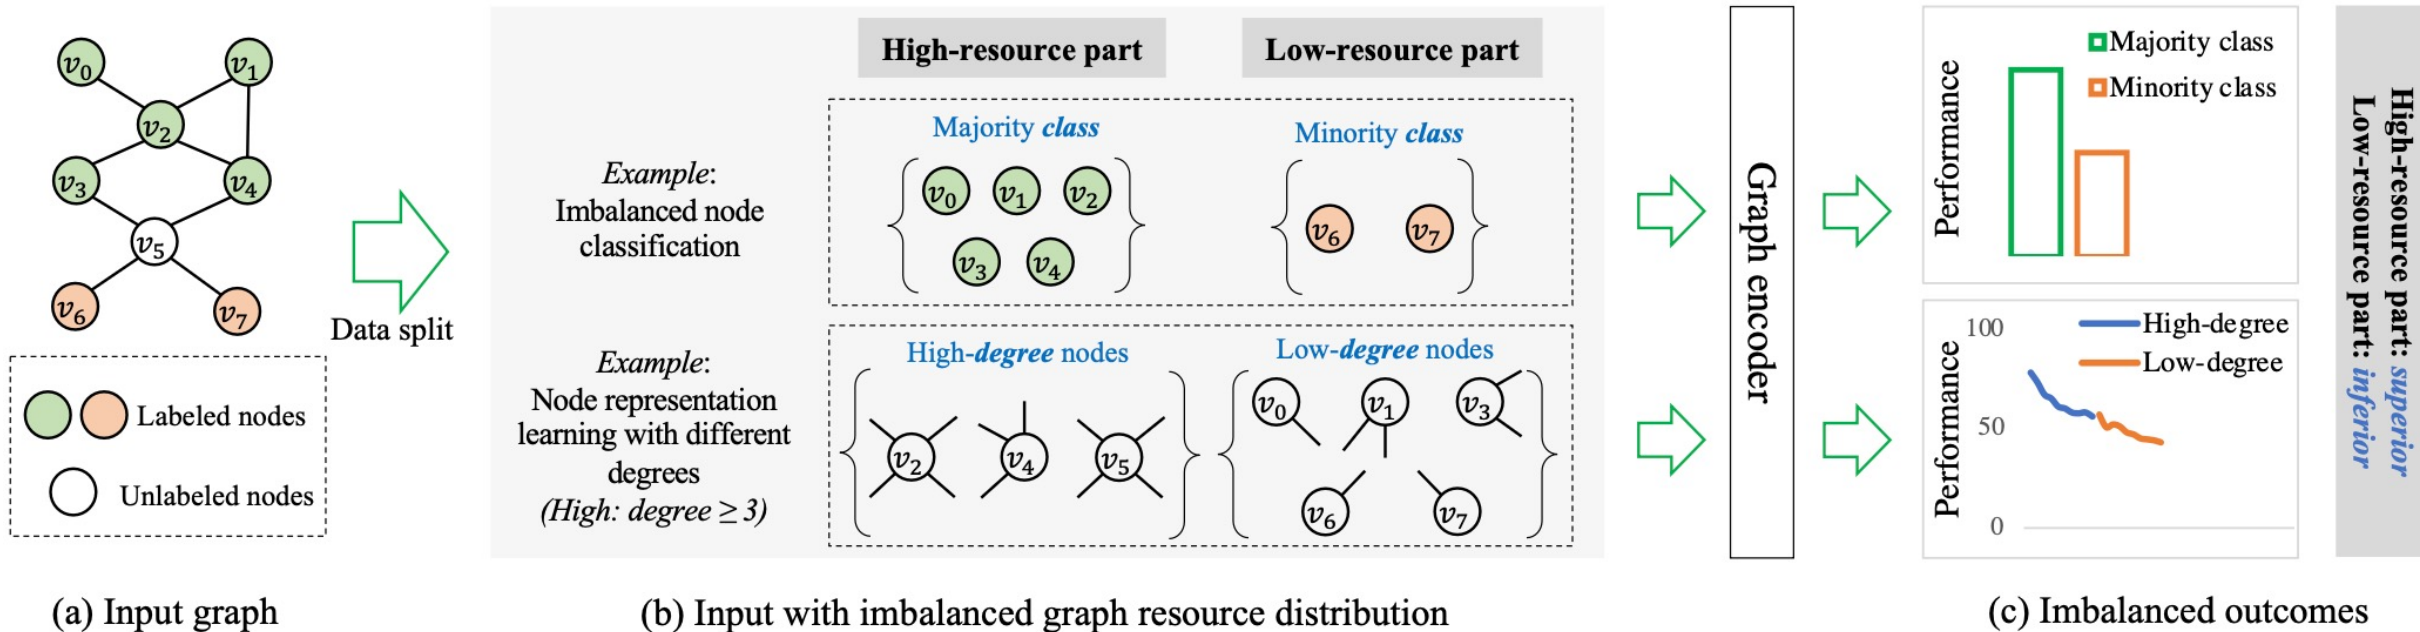 v0
v1
v2
v3
v4
v5
v6
v7
Labeled nodes
Unlabeled nodes
(a) Input graph
Data split
High-resource part
Low-resource part
Example:
Imbalanced node
classification
Majority class
v0 v1 v2
v3 v4
Minority class
v6 v7
Example:
Node representation
learning with different
degrees
(High: degree ≥ 3)
High-degree nodes
v2 v4 v5
Low-degree nodes
v0 v1 v3
v6 v7
(b) Input with imbalanced graph resource distribution
Graph encoder
Performance
Majority class
Minority class
Performance
100
50
0
High-degree
Low-degree
High-resource part: superior
Low-resource part: inferior
(c) Imbalanced outcomes